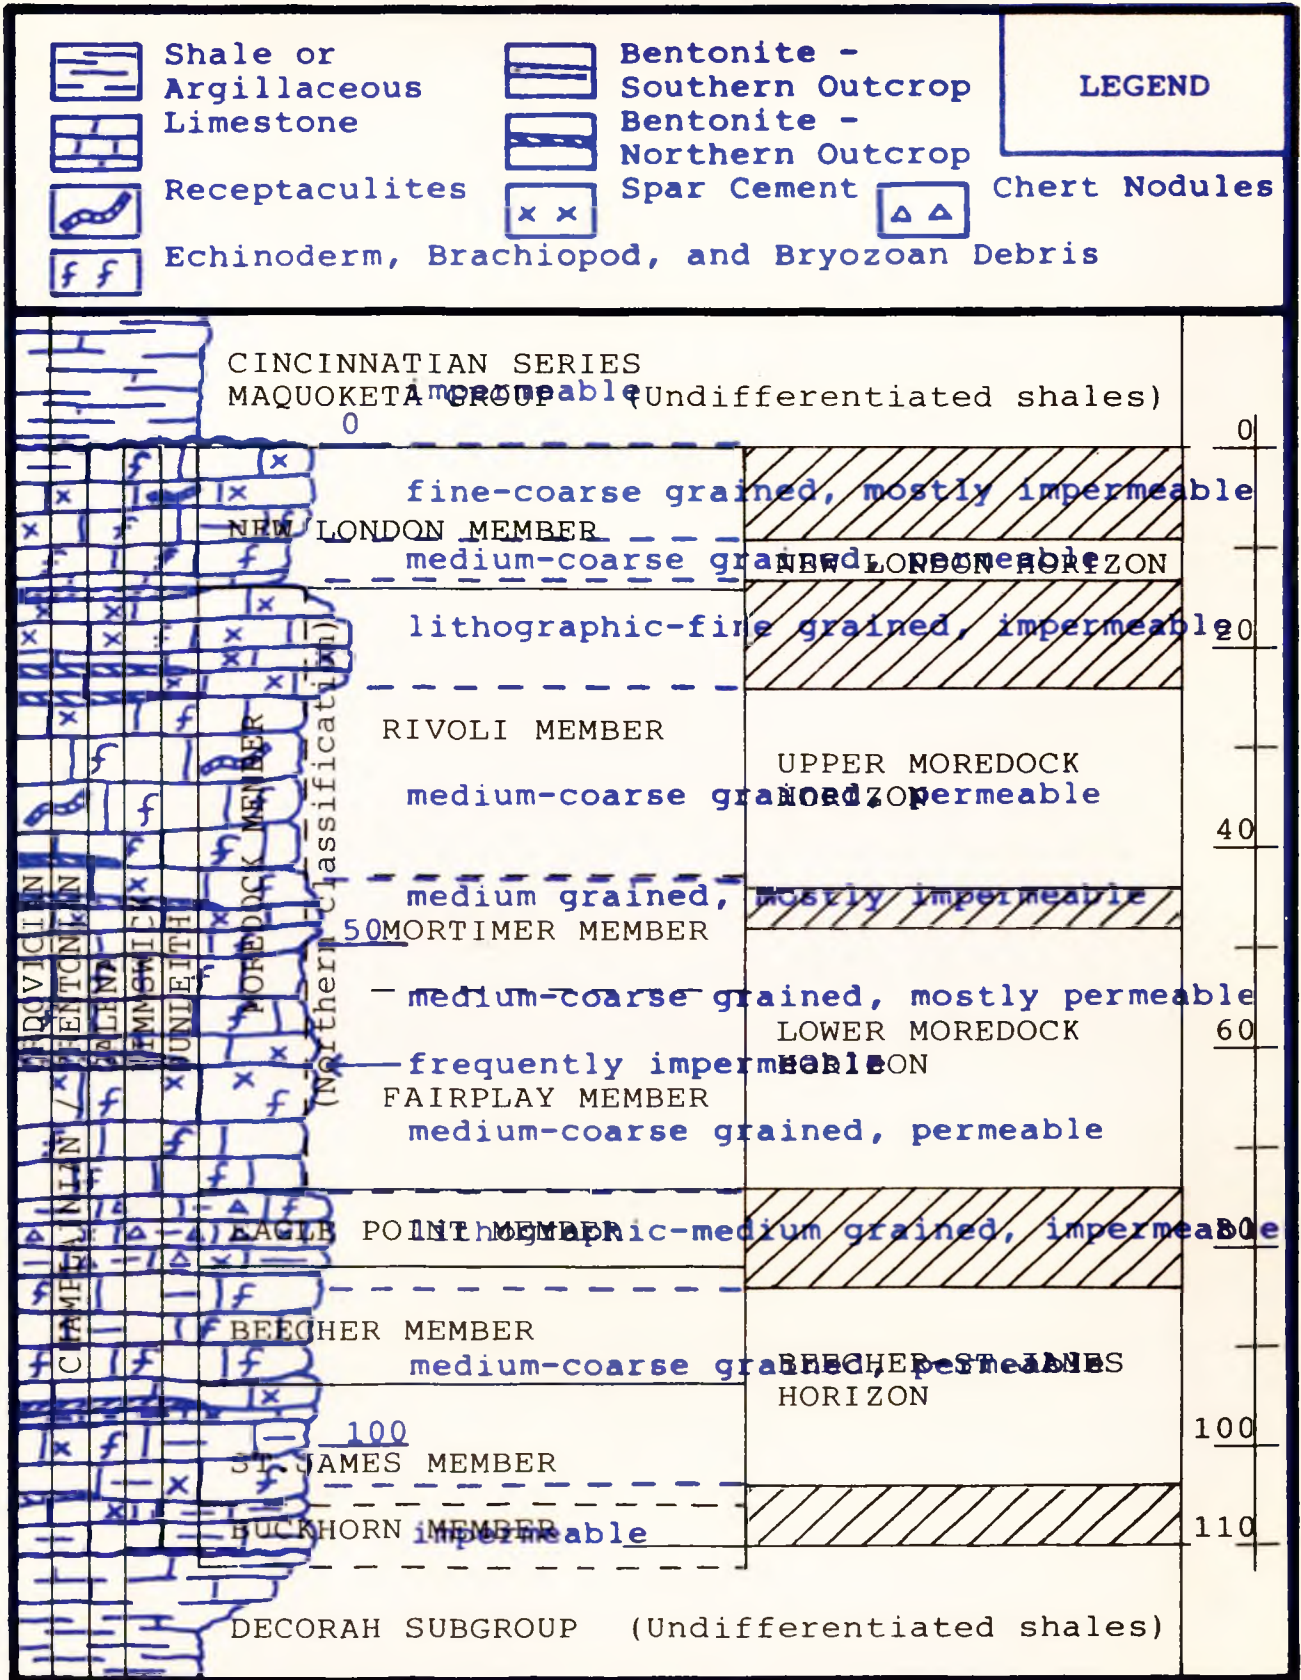 Shale or
Argillaceous
Limestone
Receptaculites
Echinoderm, Brachiopod, and Bryozoan Debris
Bentonite -
Southern Outcrop
Bentonite -
Northern Outcrop
Spar Cement
Chert Nodules
LEGEND
CINCINNATIAN SERIES
MAQUOKETA GROUP (Undifferentiated shales)
impermeable
0
0
fine-coarse grained, mostly impermeable
NEW LONDON MEMBER
medium-coarse grained, permeable
NEW LONDON HORIZON
lithographic-fine grained, impermeable
20
RIVOLI MEMBER
UPPER MOREDOCK
HORIZON
medium-coarse grained, permeable
40
medium grained, mostly impermeable
50
MORTIMER MEMBER
medium-coarse grained, mostly permeable
LOWER MOREDOCK
HORIZON
60
frequently impermeable
FAIRPLAY MEMBER
medium-coarse grained, permeable
EAGLE POINT MEMBER
lithographic-medium grained, impermeable
80
BEECHER MEMBER
medium-coarse grained, permeable
BEECHER-ST.JAMES
HORIZON
100
100
ST.JAMES MEMBER
BUCKHORN MEMBER
impermeable
110
DECORAH SUBGROUP (Undifferentiated shales)
ORDOVICIAN
CHAMPLAINIAN / TRENTONIAN
GALENA
KIMMSWICK
DUNLEITH
MOREDOCK MEMBER
(Northern Classification)